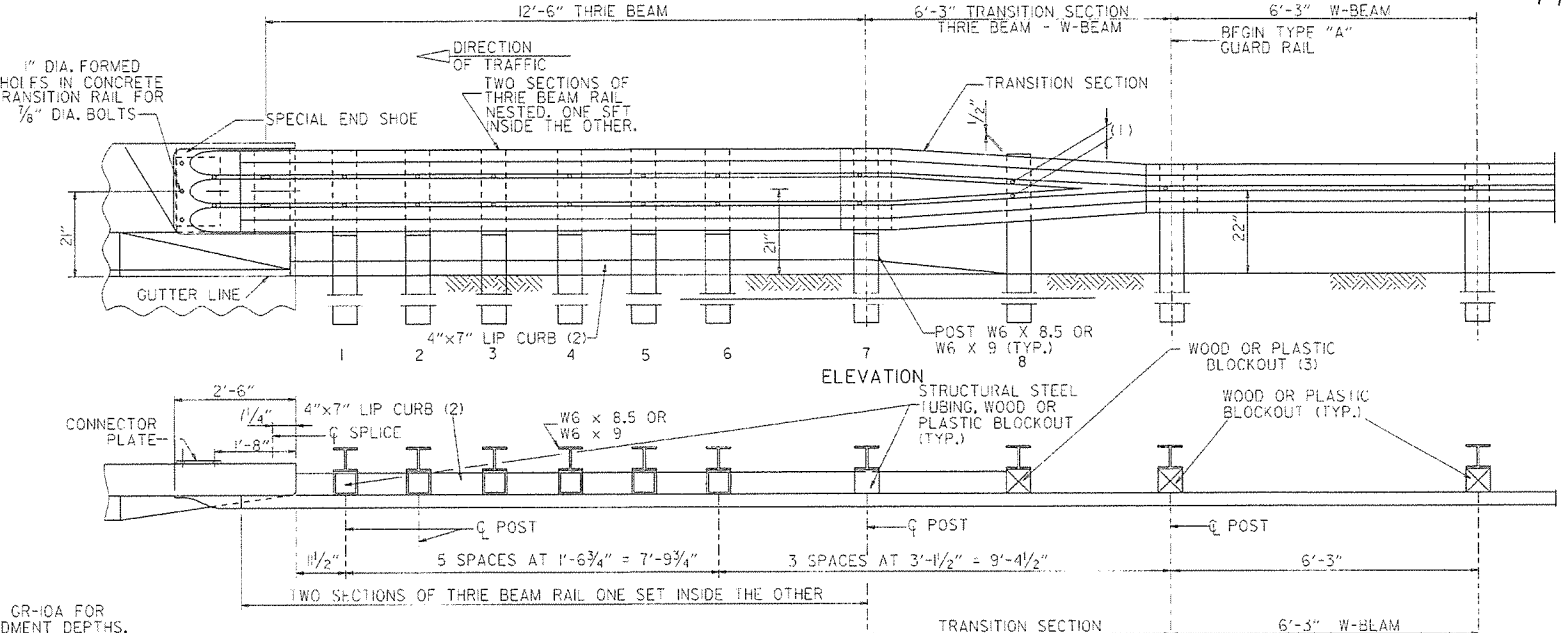 12'-6" THRIE BEAM
6'-3" TRANSITION SECTION
THRIE BEAM - W-BEAM
6'-3" W-BEAM
BEGIN TYPE "A"
GUARD RAIL
DIRECTION
OF TRAFFIC
1" DIA. FORMED
HOLES IN CONCRETE
TRANSITION RAIL FOR
7/8" DIA. BOLTS
SPECIAL END SHOE
TWO SECTIONS OF
THRIE BEAM RAIL
NESTED, ONE SET
INSIDE THE OTHER.
TRANSITION SECTION
1/2"
(1)
21"
21"
22"
GUTTER LINE
4"x7" LIP CURB (2)
POST W6 X 8.5 OR
W6 X 9 (TYP.)
1 2 3 4 5 6 7 8
ELEVATION
WOOD OR PLASTIC
BLOCKOUT (3)
2'-6"
7 1/4"
4"x7" LIP CURB (2)
℄ SPLICE
1'-8"
CONNECTOR
PLATE
W6 x 8.5 OR
W6 x 9
STRUCTURAL STEEL
TUBING, WOOD OR
PLASTIC BLOCKOUT
(TYP.)
WOOD OR PLASTIC
BLOCKOUT (TYP.)
℄ POST
℄ POST
℄ POST
11 1/2"
5 SPACES AT 1'-6 3/4" = 7'-9 3/4"
3 SPACES AT 3'-1 1/2" = 9'-4 1/2"
6'-3"
TWO SECTIONS OF THRIE BEAM RAIL ONE SET INSIDE THE OTHER
GR-10A FOR
DMENT DEPTHS.
TRANSITION SECTION
6'-3" W-BEAM